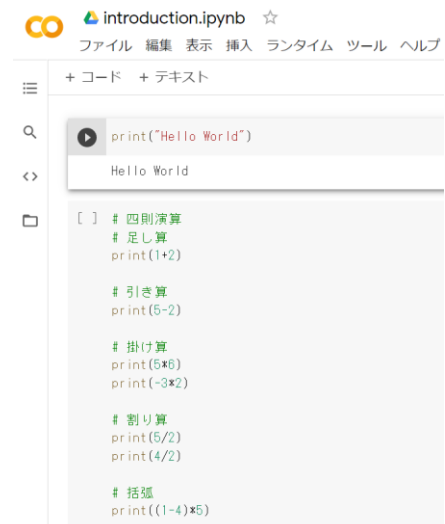 introduction.ipynb
ファイル 編集 表示 挿入 ランタイム ツール ヘルプ
+ コード + テキスト
print("Hello World")
Hello World
[ ] # 四則演算
# 足し算
print(1+2)
# 引き算
print(5-2)
# 掛け算
print(5*6)
print(-3*2)
# 割り算
print(5/2)
print(4/2)
# 括弧
print((1-4)*5)